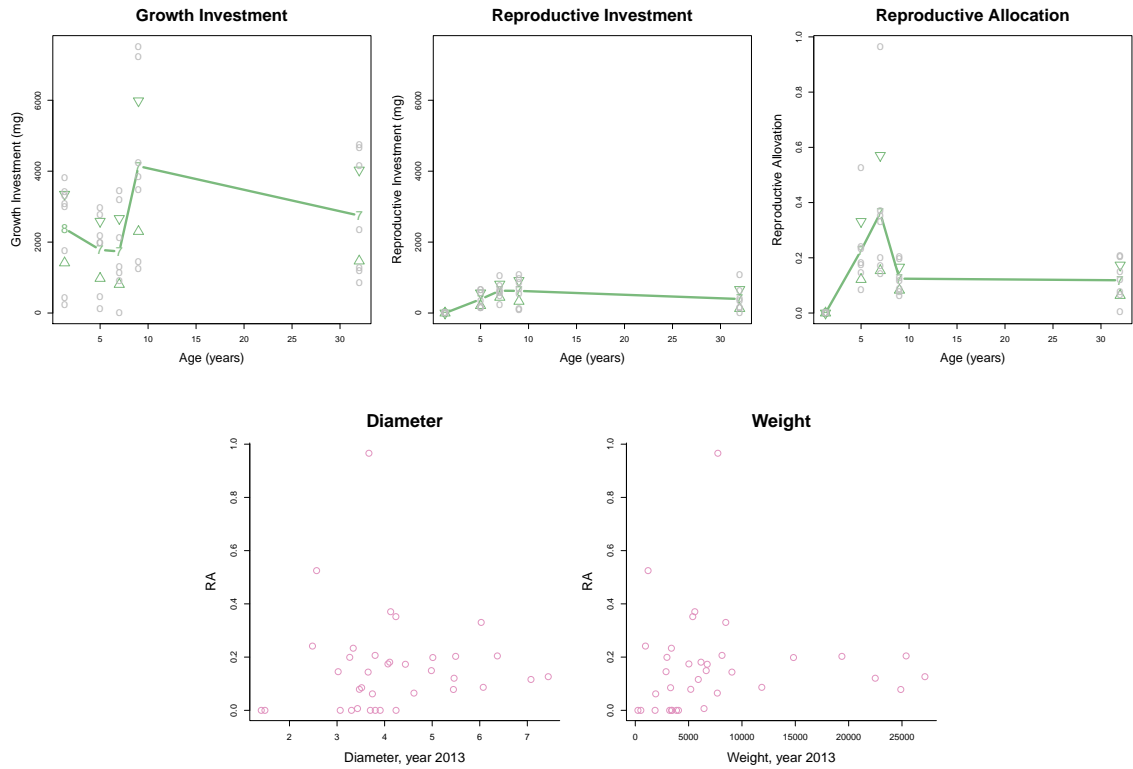 Growth Investment
Reproductive Investment
Reproductive Allocation
Growth Investment (mg)
0 2000 4000 6000
5 10 15 20 25 30
Age (years)
Reproductive Investment (mg)
0 2000 4000 6000
5 10 15 20 25 30
Age (years)
Reproductive Allovation
0.0 0.2 0.4 0.6 0.8 1.0
5 10 15 20 25 30
Age (years)
Diameter
Weight
RA
0.0 0.2 0.4 0.6 0.8 1.0
2 3 4 5 6 7
Diameter, year 2013
RA
0.0 0.2 0.4 0.6 0.8 1.0
0 5000 10000 15000 20000 25000
Weight, year 2013